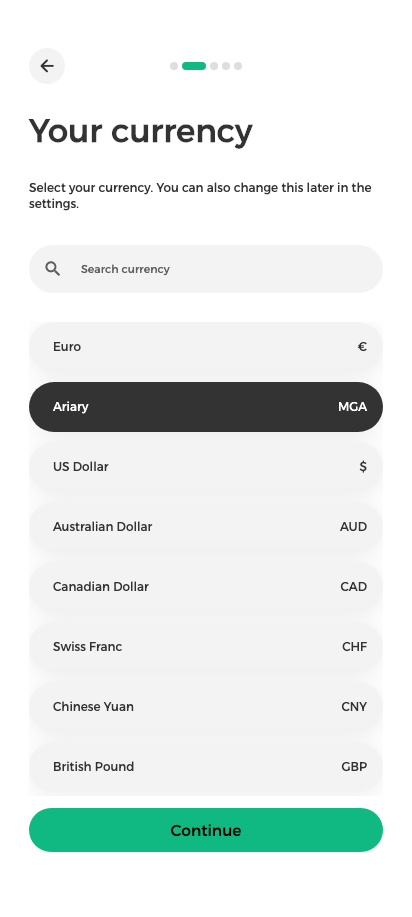 Your currency
Select your currency. You can also change this later in the
settings.
Search currency
Euro €
Ariary MGA
US Dollar $
Australian Dollar AUD
Canadian Dollar CAD
Swiss Franc CHF
Chinese Yuan CNY
British Pound GBP
Continue